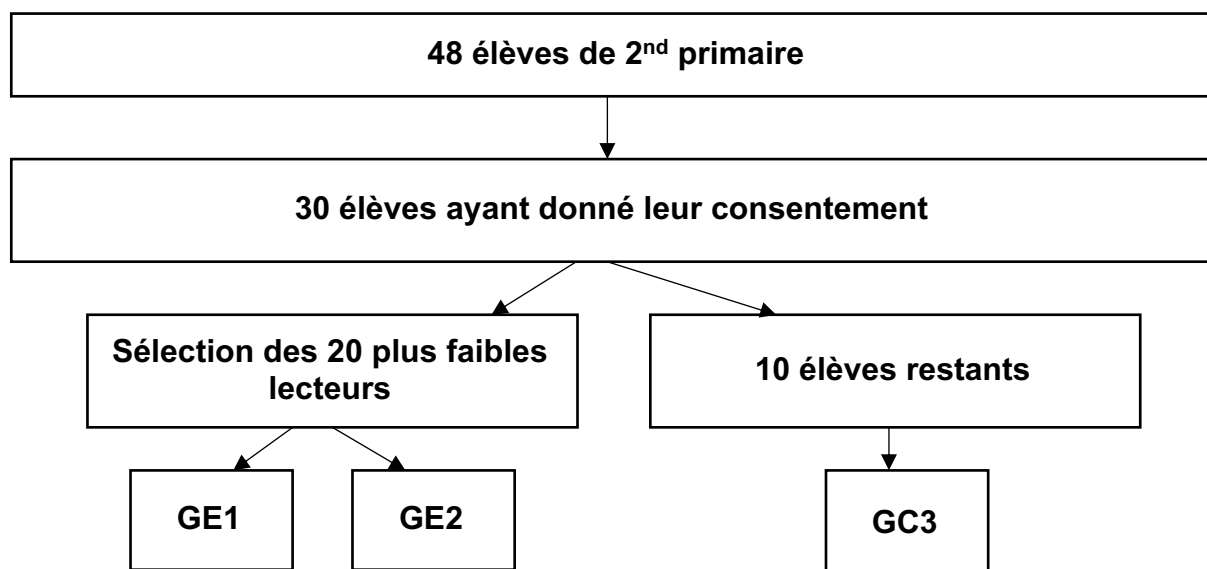 48 élèves de 2nd primaire
30 élèves ayant donné leur consentement
Sélection des 20 plus faibles
lecteurs
10 élèves restants
GE1
GE2
GC3